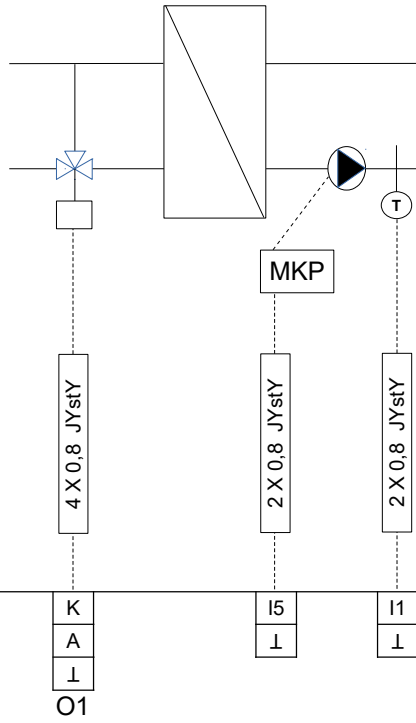 T
MKP
4 X 0,8 JYstY
2 X 0,8 JYstY
2 X 0,8 JYstY
K
I5
I1
A
⊥
⊥
⊥
O1